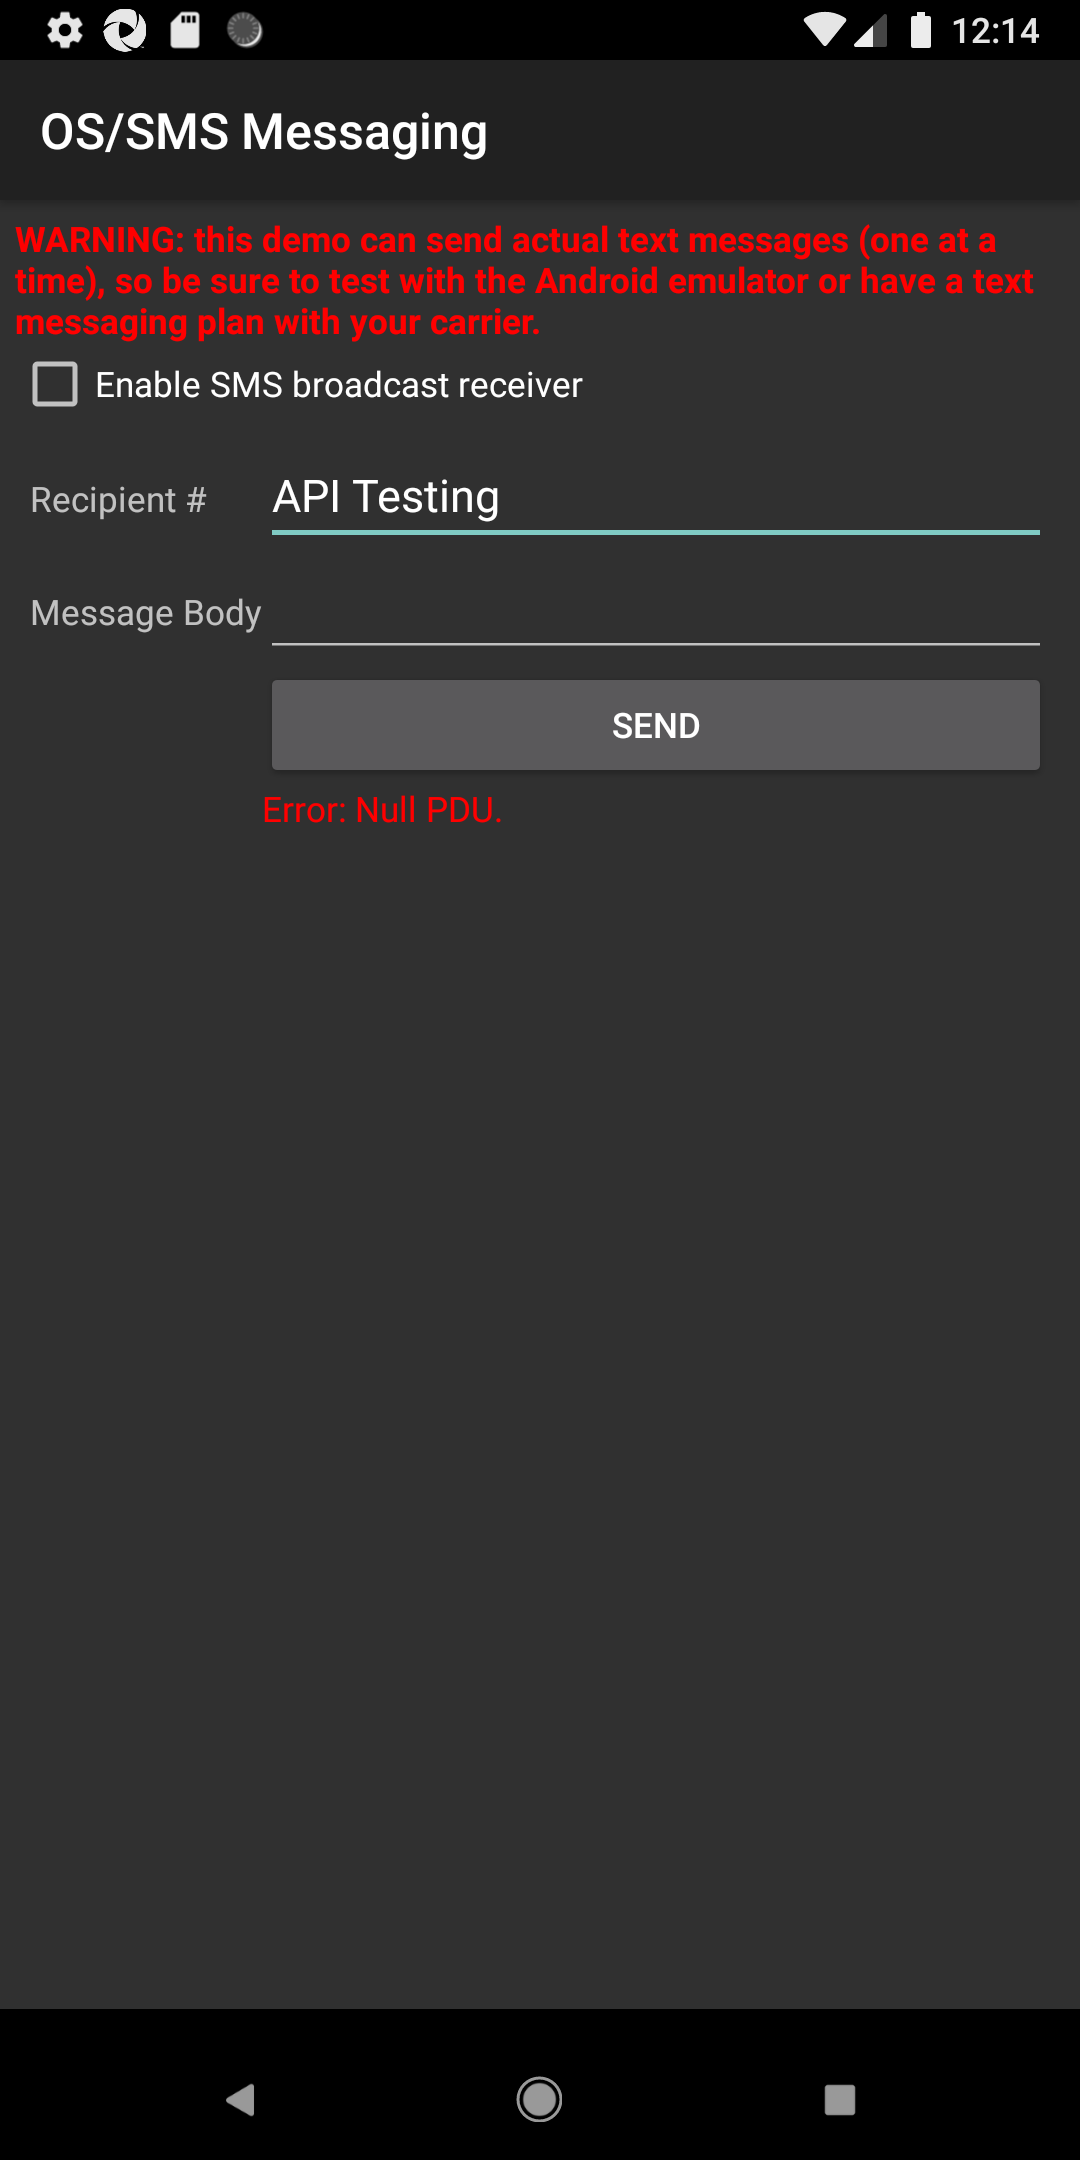 12:14
OS/SMS Messaging
WARNING: this demo can send actual text messages (one at a
time), so be sure to test with the Android emulator or have a text
messaging plan with your carrier.
Enable SMS broadcast receiver
Recipient # API Testing
Message Body
SEND
Error: Null PDU.